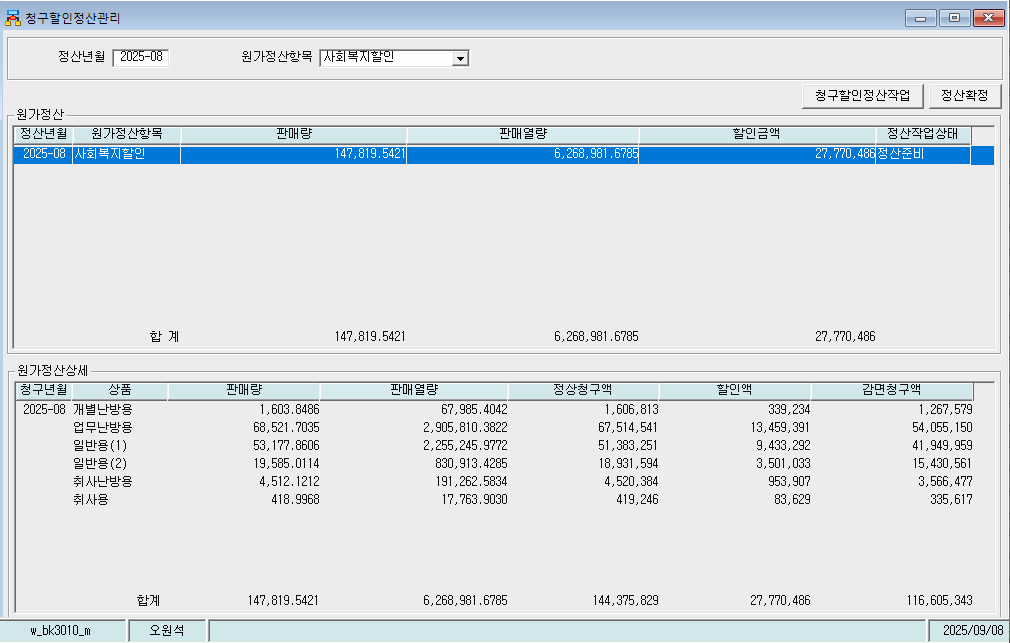 청구할인정산관리
정산년월 2025-08 원가정산항목 사회복지할인
청구할인정산작업 정산확정
원가정산
정산년월 원가정산항목 판매량 판매열량 할인금액 정산작업상태
2025-08 사회복지할인 147,819.5421 6,268,981.6785 27,770,486 정산준비
합 계 147,819.5421 6,268,981.6785 27,770,486
원가정산상세
청구년월 상품 판매량 판매열량 정상청구액 할인액 감면청구액
2025-08 개별난방용 1,603.8486 67,985.4042 1,606,813 339,234 1,267,579
업무난방용 68,521.7035 2,905,810.3822 67,514,541 13,459,391 54,055,150
일반용(1) 53,177.8606 2,255,245.9772 51,383,251 9,433,292 41,949,959
일반용(2) 19,585.0114 830,913.4285 18,931,594 3,501,033 15,430,561
취사난방용 4,512.1212 191,262.5834 4,520,384 953,907 3,566,477
취사용 418.9968 17,763.9030 419,246 83,629 335,617
합계 147,819.5421 6,268,981.6785 144,375,829 27,770,486 116,605,343
w_bk3010_m 오원석 2025/09/08